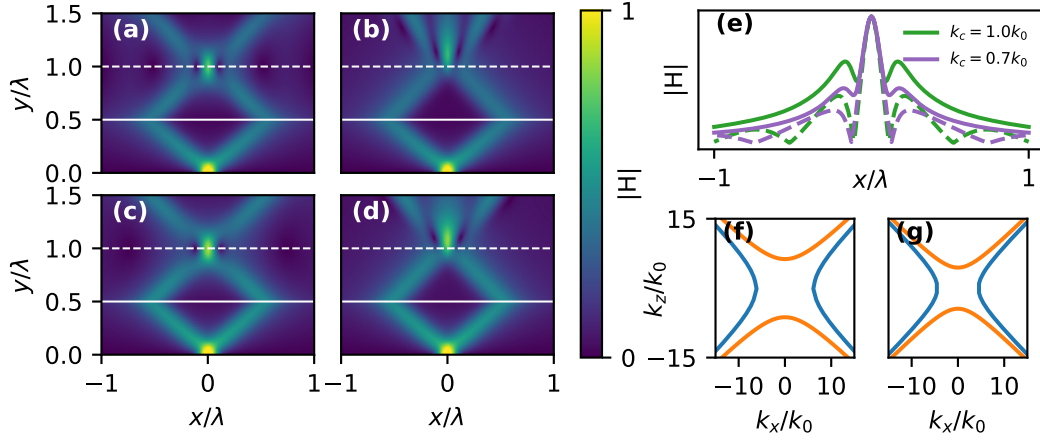 (a)
(b)
1.5
1.0
0.5
0.0
y/λ
(c)
(d)
1.5
1.0
0.5
0.0
y/λ
−1
0
1
x/λ
−1
0
1
x/λ
1
0
|H|
(e)
k_c = 1.0k_0
k_c = 0.7k_0
|H|
−1
x/λ
1
(f)
(g)
15
−15
k_z/k_0
−10
0
10
k_x/k_0
−10
0
10
k_x/k_0